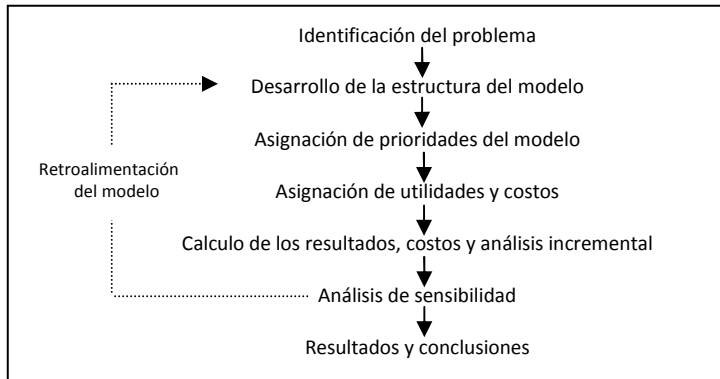 Identificación del problema
Desarrollo de la estructura del modelo
Asignación de prioridades del modelo
Retroalimentación
del modelo
Asignación de utilidades y costos
Calculo de los resultados, costos y análisis incremental
Análisis de sensibilidad
Resultados y conclusiones